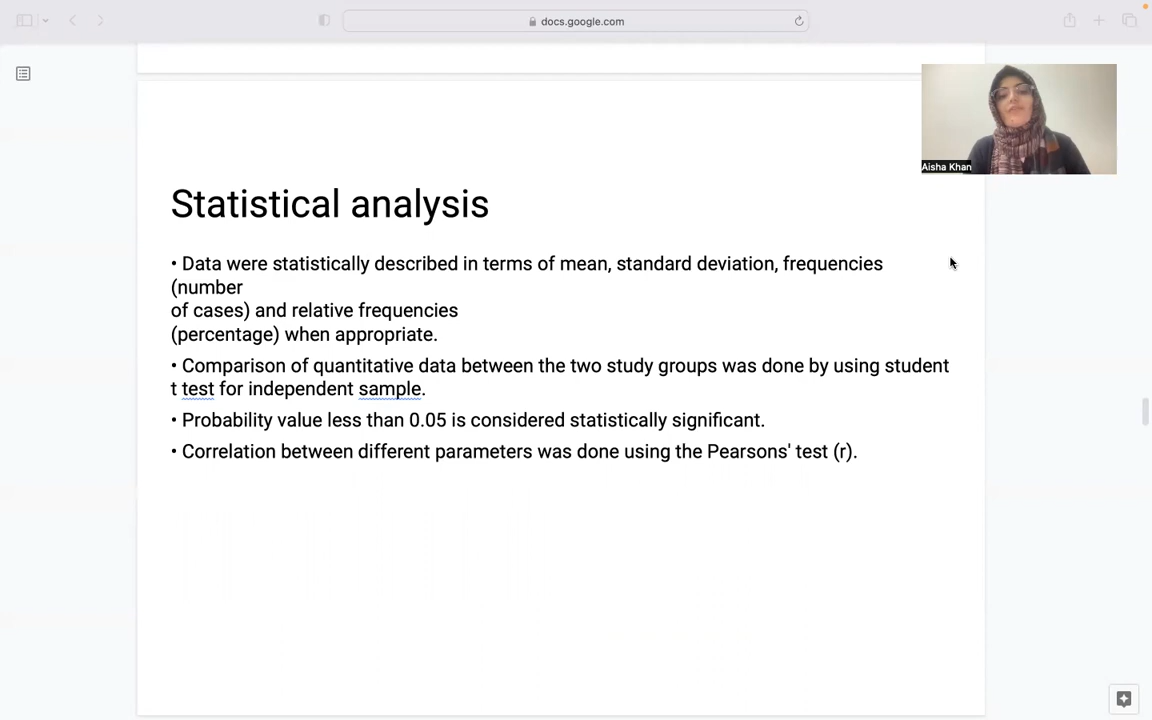 docs.google.com
Aisha Khan
Statistical analysis
• Data were statistically described in terms of mean, standard deviation, frequencies
(number
of cases) and relative frequencies
(percentage) when appropriate.
• Comparison of quantitative data between the two study groups was done by using student
t test for independent sample.
• Probability value less than 0.05 is considered statistically significant.
• Correlation between different parameters was done using the Pearsons' test (r).